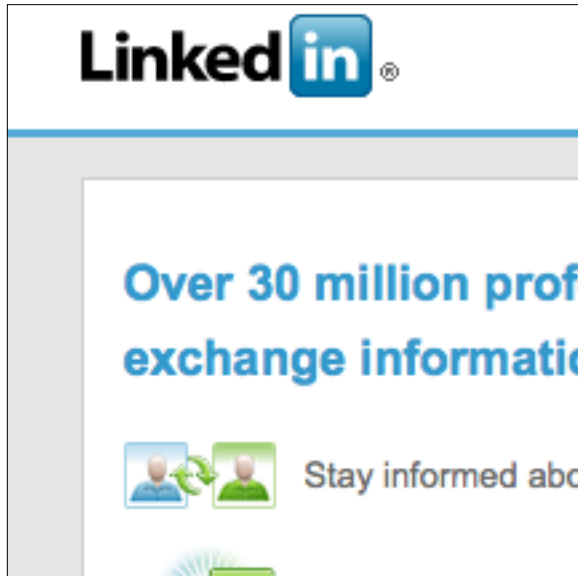 Linked in ®
Over 30 million prof
exchange informatio
Stay informed abo